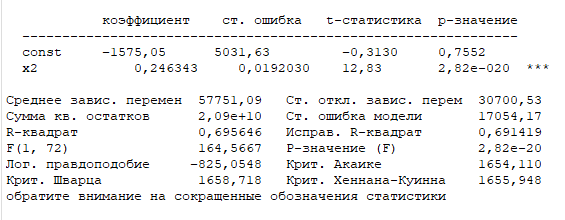 коэффициент ст. ошибка t-статистика p-значение
---------------------------------------------------------------
const -1575,05 5031,63 -0,3130 0,7552
x2 0,246343 0,0192030 12,83 2,82e-020 ***
Среднее завис. перемен 57751,09 Ст. откл. завис. перем 30700,53
Сумма кв. остатков 2,09e+10 Ст. ошибка модели 17054,17
R-квадрат 0,695646 Исправ. R-квадрат 0,691419
F(1, 72) 164,5667 Р-значение (F) 2,82e-20
Лог. правдоподобие -825,0548 Крит. Акаике 1654,110
Крит. Шварца 1658,718 Крит. Хеннана-Куинна 1655,948
обратите внимание на сокращенные обозначения статистики